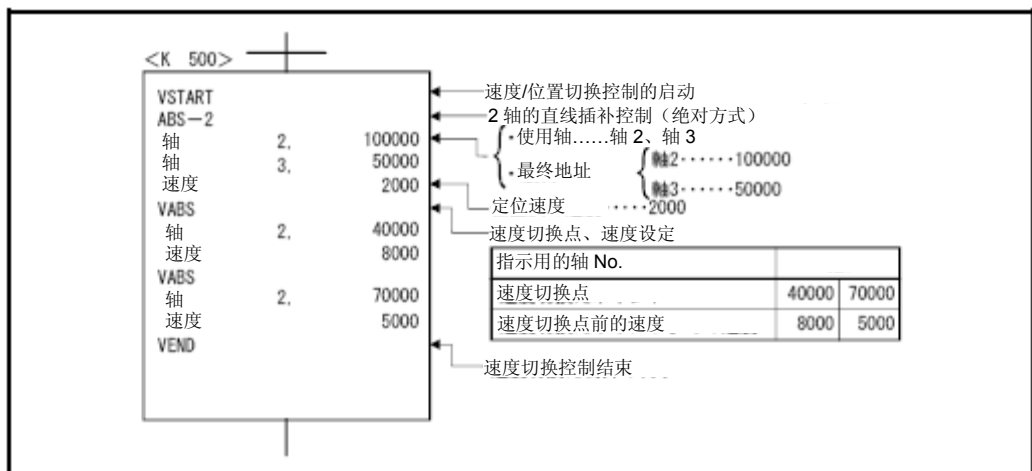 <K 500>
VSTART
ABS-2
轴 2, 100000
轴 3, 50000
速度 2000
VABS
轴 2, 40000
速度 8000
VABS
轴 2, 70000
速度 5000
VEND
速度/位置切换控制的启动
2 轴的直线插补控制（绝对方式）
·使用轴……轴 2、轴 3
·最终地址
軸2······100000
軸3······50000
定位速度 ·····2000
速度切换点、速度设定
指示用的轴 No.
速度切换点 40000 70000
速度切换点前的速度 8000 5000
速度切换控制结束